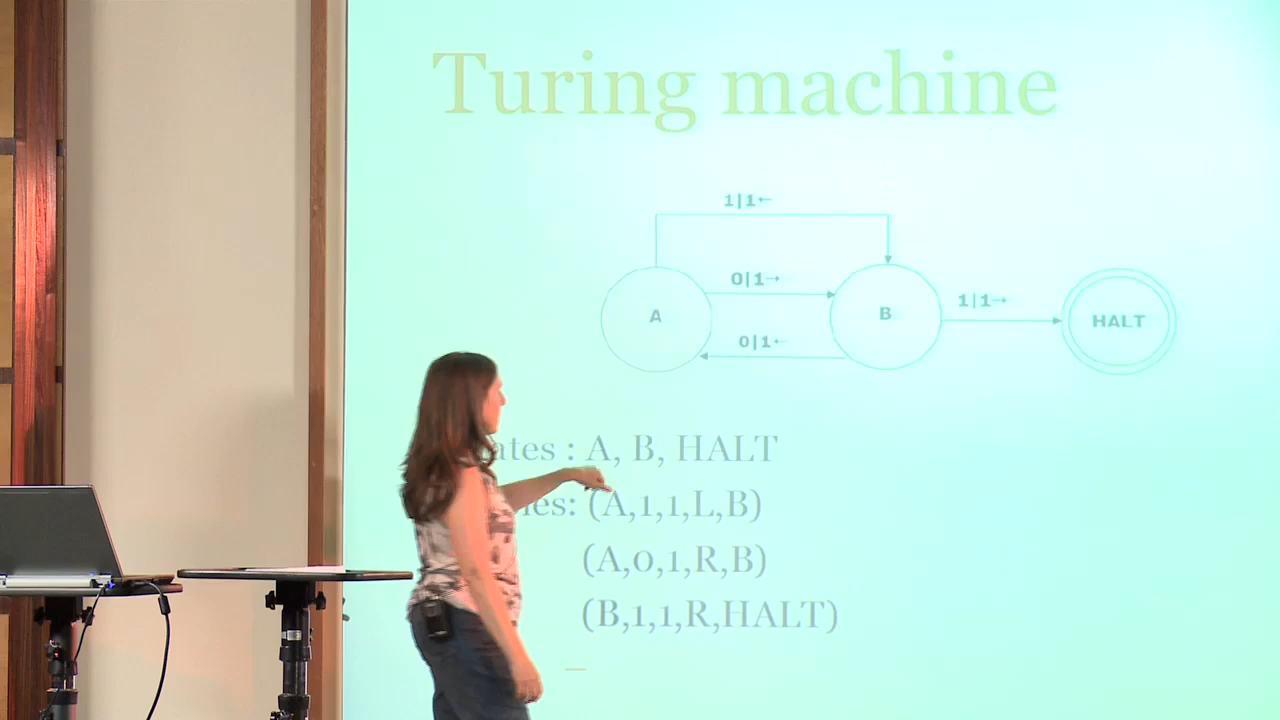 Turing machine
1|1←
0|1→
A
B
1|1→
HALT
0|1←
ates : A, B, HALT
es: (A,1,1,L,B)
(A,0,1,R,B)
(B,1,1,R,HALT)